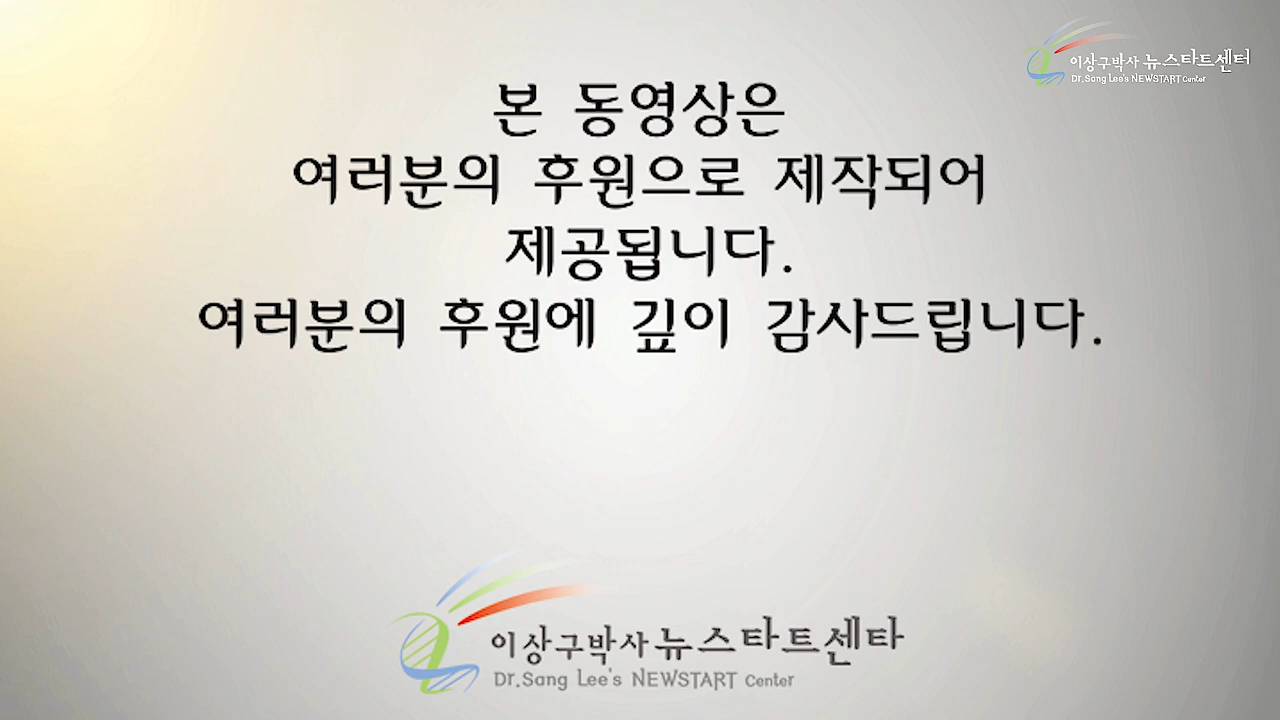 이상구박사 뉴스타트센터
Dr.Sang Lee's NEWSTART Center
본 동영상은
여러분의 후원으로 제작되어
제공됩니다.
여러분의 후원에 깊이 감사드립니다.
이상구박사 뉴스타트센타
Dr.Sang Lee's NEWSTART Center